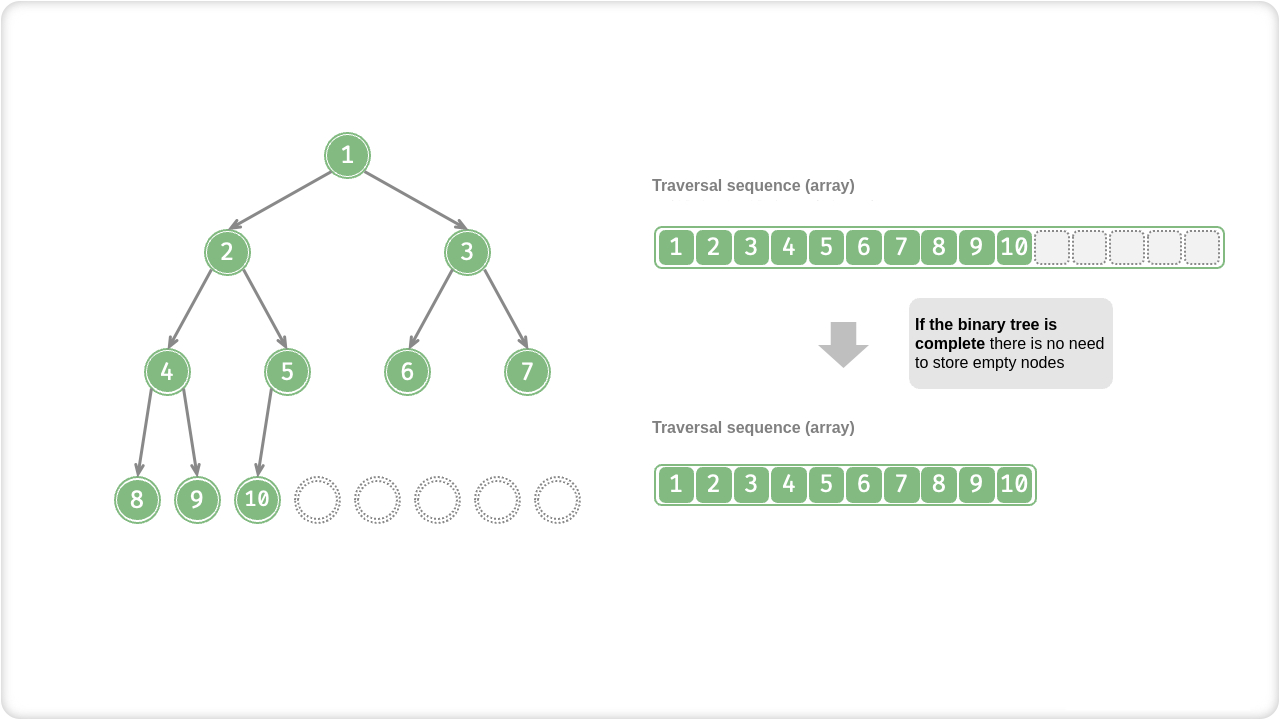 1
2 3
4 5 6 7
8 9 10
Traversal sequence (array)
1 2 3 4 5 6 7 8 9 10
If the binary tree is
complete there is no need
to store empty nodes
Traversal sequence (array)
1 2 3 4 5 6 7 8 9 10